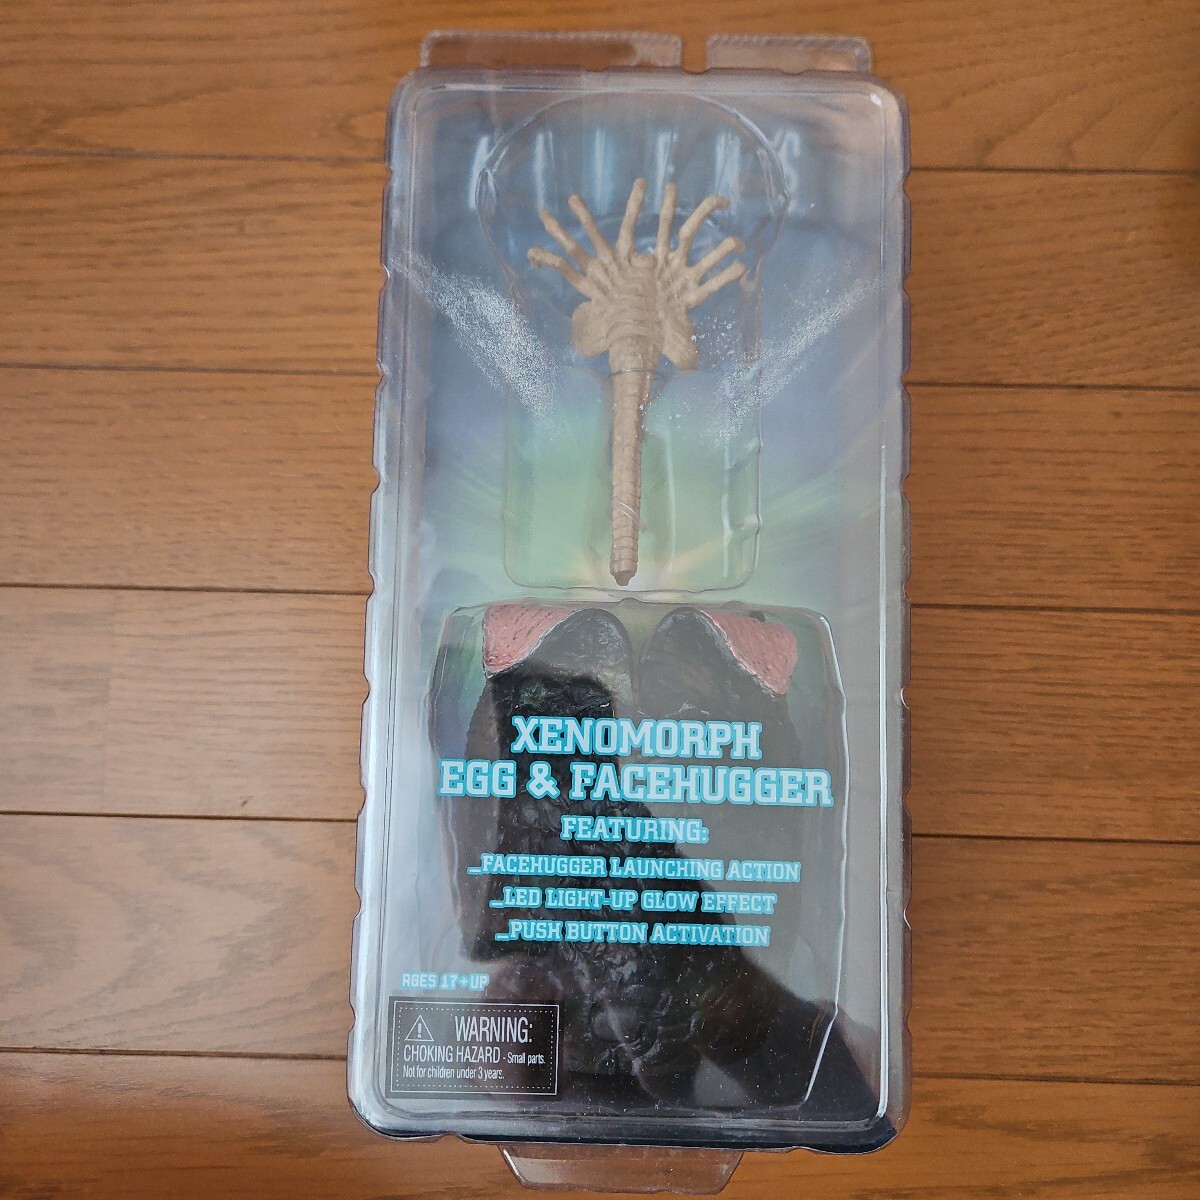 ALIENS
XENOMORPH
EGG & FACEHUGGER
FEATURING:
_FACEHUGGER LAUNCHING ACTION
_LED LIGHT-UP GLOW EFFECT
_PUSH BUTTON ACTIVATION
AGES 17+UP
WARNING:
CHOKING HAZARD - Small parts.
Not for children under 3 years.